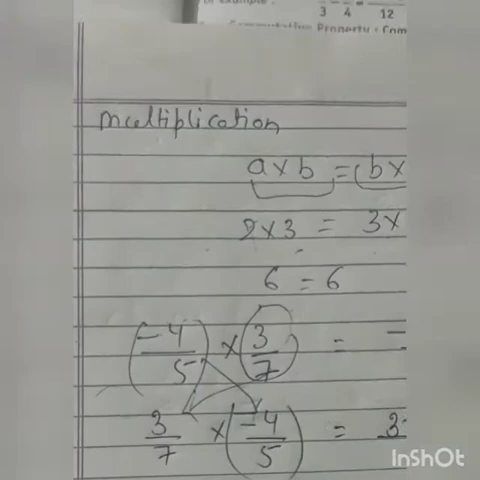 3 4 = 12
Commutative Property : Com
multiplication
a x b = (b x
2 x 3 = 3 x
6 = 6
(-4/5) x (3/7) = -
3/7 x (-4/5) = 3
InShOt